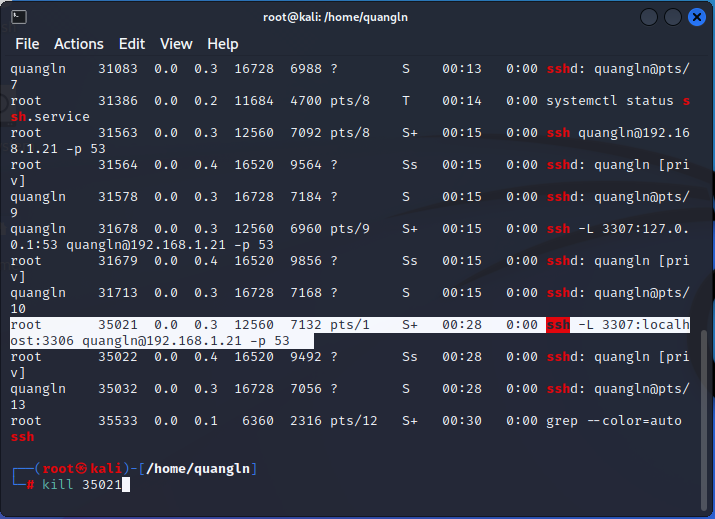 root@kali: /home/quangln
File Actions Edit View Help
quangln 31083 0.0 0.3 16728 6988 ? S 00:13 0:00 sshd: quangln@pts/
7
root 31386 0.0 0.2 11684 4700 pts/8 T 00:14 0:00 systemctl status s
sh.service
root 31563 0.0 0.3 12560 7092 pts/8 S+ 00:15 0:00 ssh quangln@192.16
8.1.21 -p 53
root 31564 0.0 0.4 16520 9564 ? Ss 00:15 0:00 sshd: quangln [pri
v]
quangln 31578 0.0 0.3 16728 7184 ? S 00:15 0:00 sshd: quangln@pts/
9
quangln 31678 0.0 0.3 12560 6960 pts/9 S+ 00:15 0:00 ssh -L 3307:127.0.
0.1:53 quangln@192.168.1.21 -p 53
root 31679 0.0 0.4 16520 9856 ? Ss 00:15 0:00 sshd: quangln [pri
v]
quangln 31713 0.0 0.3 16728 7168 ? S 00:15 0:00 sshd: quangln@pts/
10
root 35021 0.0 0.3 12560 7132 pts/1 S+ 00:28 0:00 ssh -L 3307:localh
ost:3306 quangln@192.168.1.21 -p 53
root 35022 0.0 0.4 16520 9492 ? Ss 00:28 0:00 sshd: quangln [pri
v]
quangln 35032 0.0 0.3 16728 7056 ? S 00:28 0:00 sshd: quangln@pts/
13
root 35533 0.0 0.1 6360 2316 pts/12 S+ 00:30 0:00 grep --color=auto
ssh
┌──(root㉿kali)-[/home/quangln]
└─# kill 35021